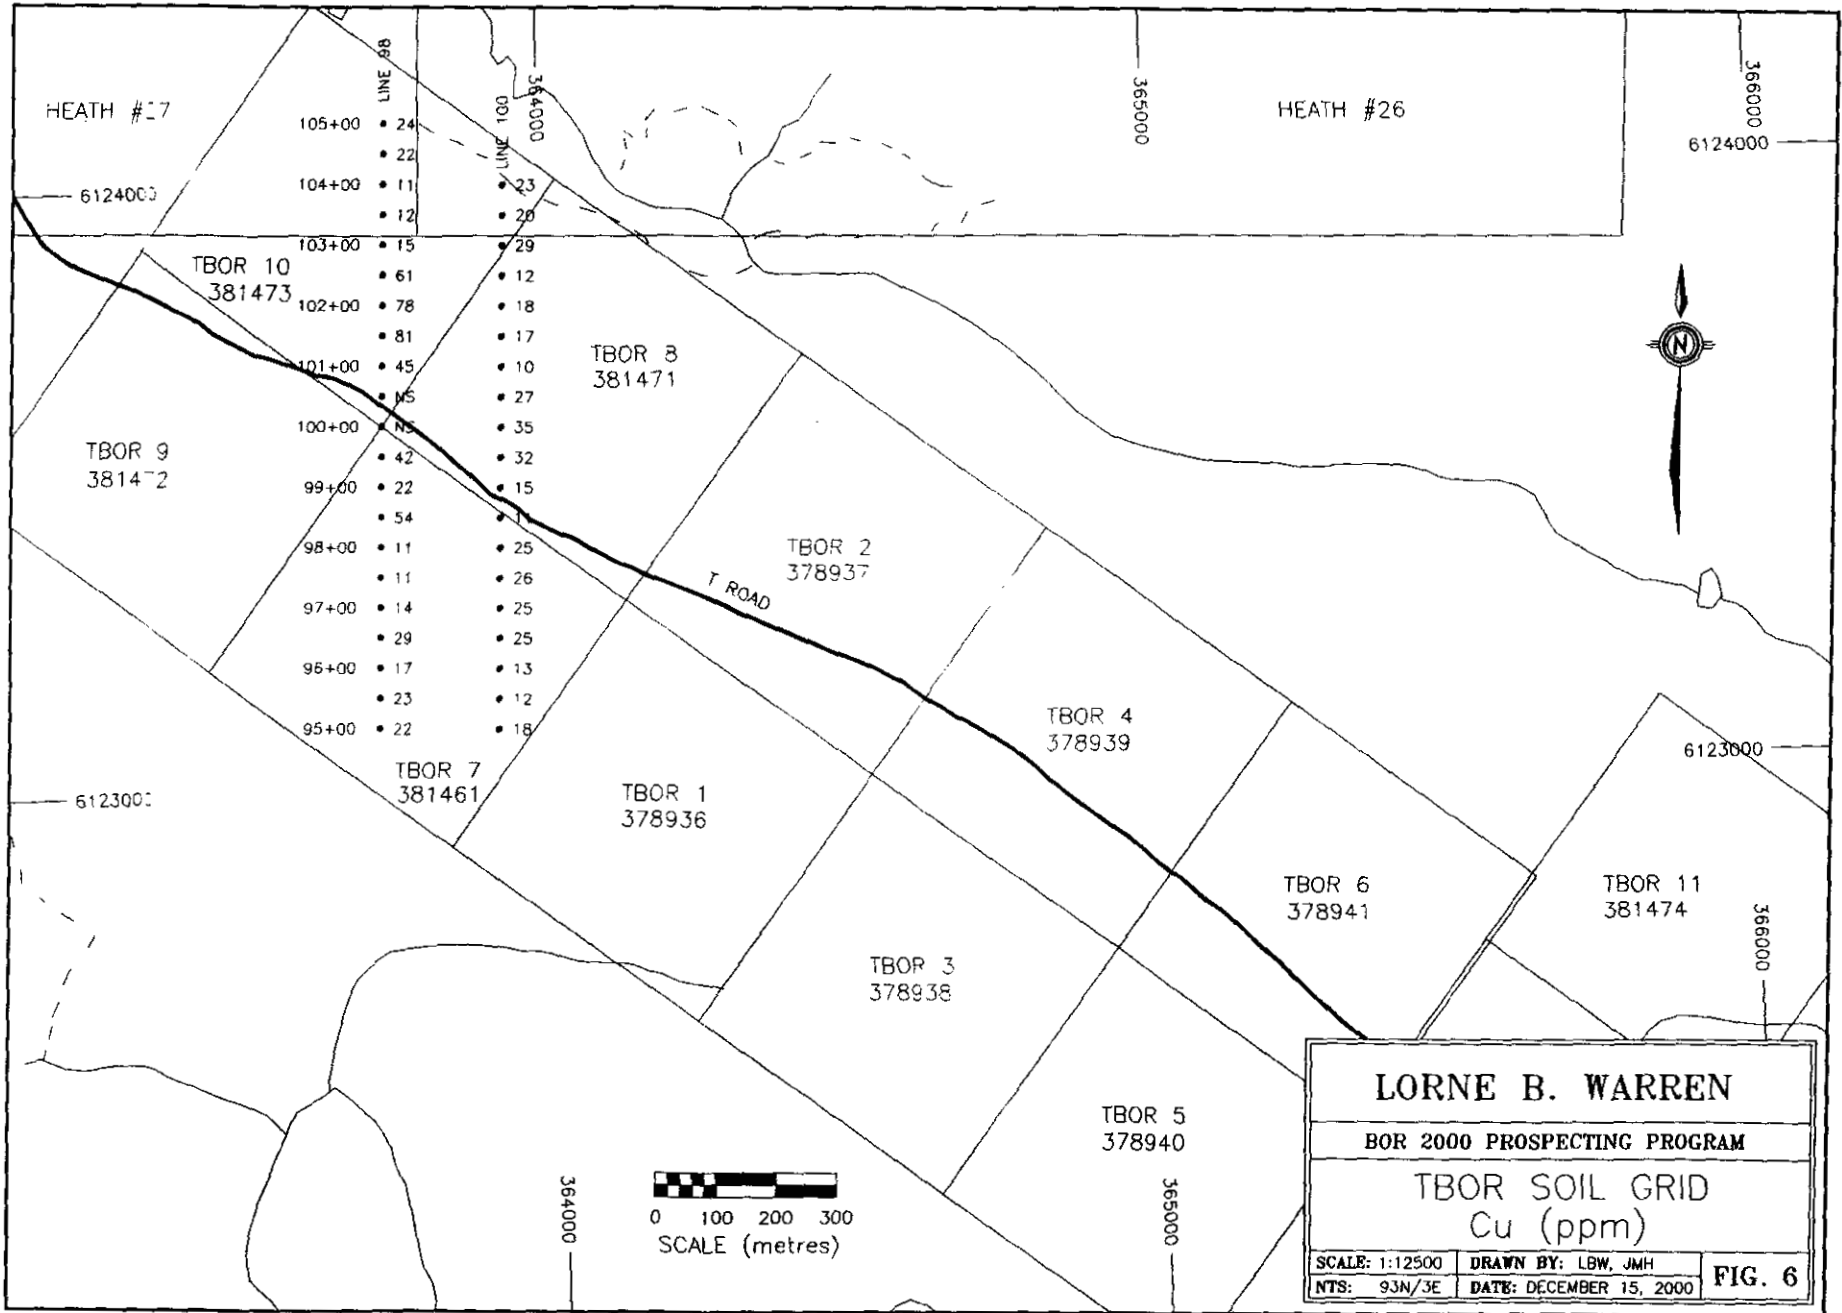 LINE 98
LINE 100
364000
365000
366000
HEATH #26
6124000
6124000
105+00 24
22
104+00 11 23
12 20
103+00 15 29
61 12
102+00 78 18
81 17
101+00 45 10
NS 27
100+00 NS 35
42 32
99+00 22 15
54
98+00 11 25
11 26
97+00 14 25
29 25
96+00 17 13
23 12
95+00 22 18
TBOR 10
381473
TBOR 8
381471
TBOR 9
TBOR 2
378937
T ROAD
N
TBOR 4
378939
6123000
6123000
TBOR 7
381461
TBOR 1
378936
TBOR 6
378941
TBOR 11
381474
TBOR 3
378938
366000
TBOR 5
378940
364000
365000
0 100 200 300
SCALE (metres)
LORNE B. WARREN
BOR 2000 PROSPECTING PROGRAM
TBOR SOIL GRID
Cu (ppm)
SCALE: 1:12500 DRAWN BY: LBW, JMH
NTS: 93N/3E DATE: DECEMBER 15, 2000
FIG. 6